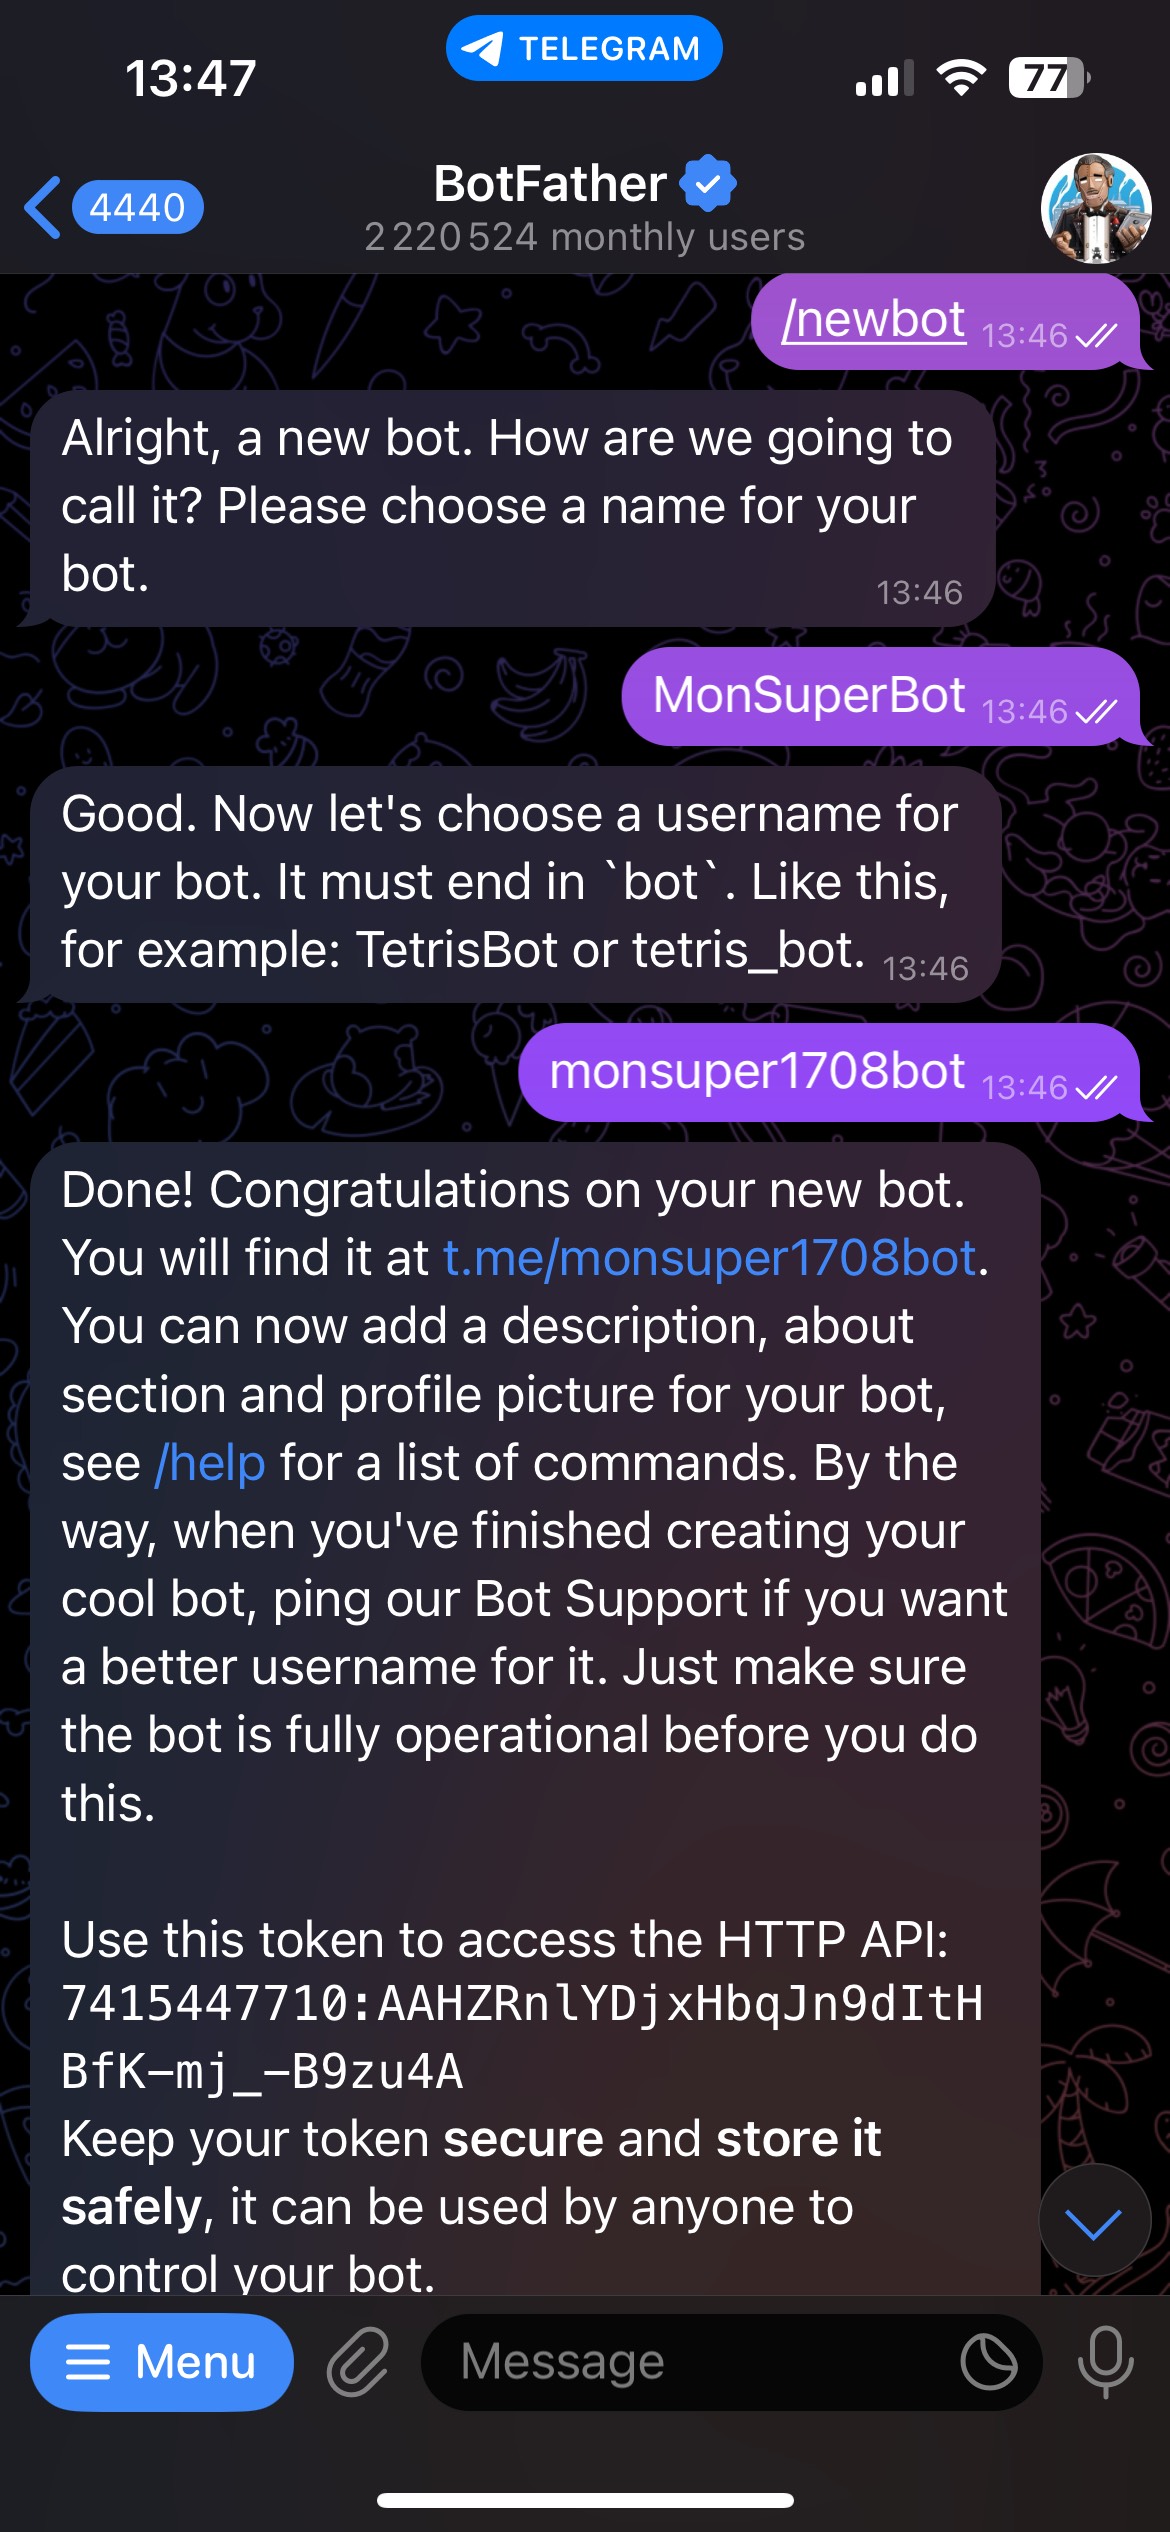 13:47
TELEGRAM
77
4440
BotFather
2 220 524 monthly users
/newbot 13:46
Alright, a new bot. How are we going to
call it? Please choose a name for your
bot.
13:46
MonSuperBot 13:46
Good. Now let's choose a username for
your bot. It must end in `bot`. Like this,
for example: TetrisBot or tetris_bot. 13:46
monsuper1708bot 13:46
Done! Congratulations on your new bot.
You will find it at t.me/monsuper1708bot.
You can now add a description, about
section and profile picture for your bot,
see /help for a list of commands. By the
way, when you've finished creating your
cool bot, ping our Bot Support if you want
a better username for it. Just make sure
the bot is fully operational before you do
this.
Use this token to access the HTTP API:
7415447710:AAHZRnlYDjxHbqJn9dItH
BfK-mj_-B9zu4A
Keep your token secure and store it
safely, it can be used by anyone to
control your bot.
Menu
Message